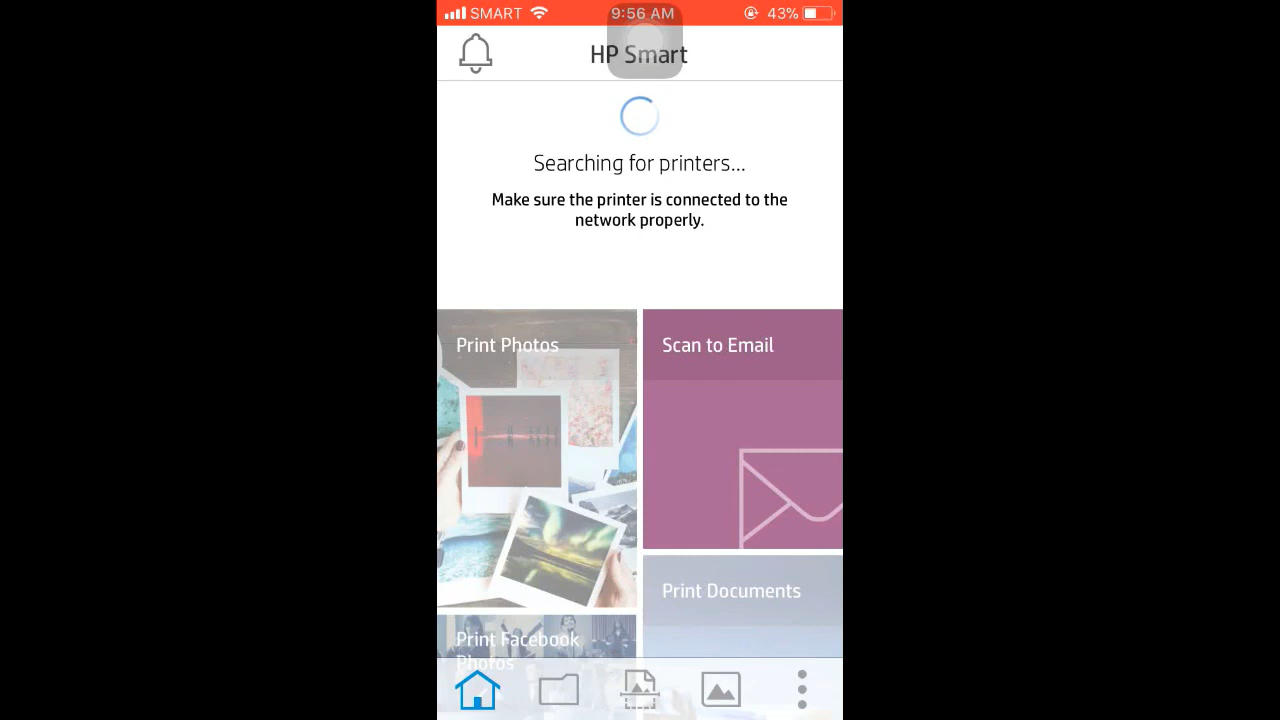 SMART 9:56 AM 43%
HP Smart
Searching for printers...
Make sure the printer is connected to the
network properly.
Print Photos
Scan to Email
Print Documents
Print Facebook
Photos